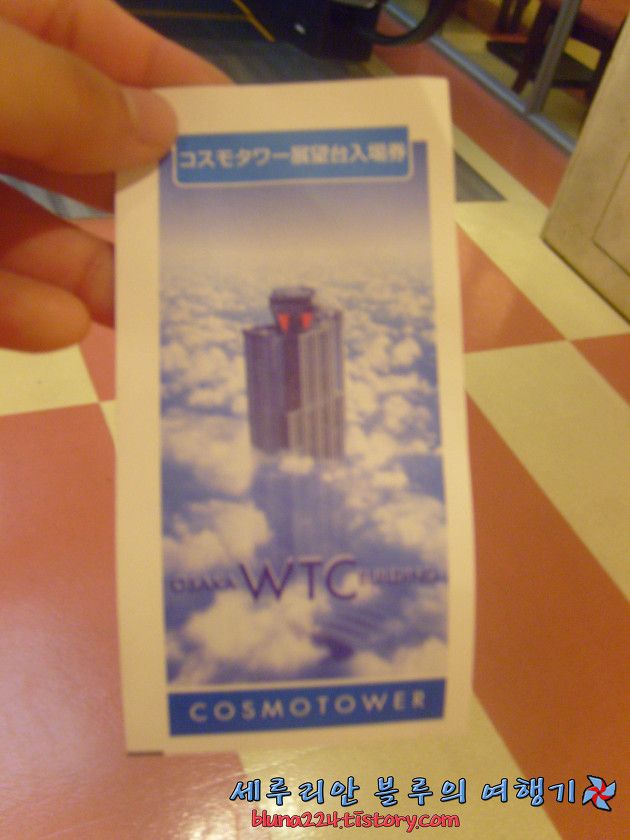 コスモタワー展望台入場券
OSAKA WTC BUILDING
COSMOTOWER
세루리안 블루의 여행기
bluna224.tistory.com